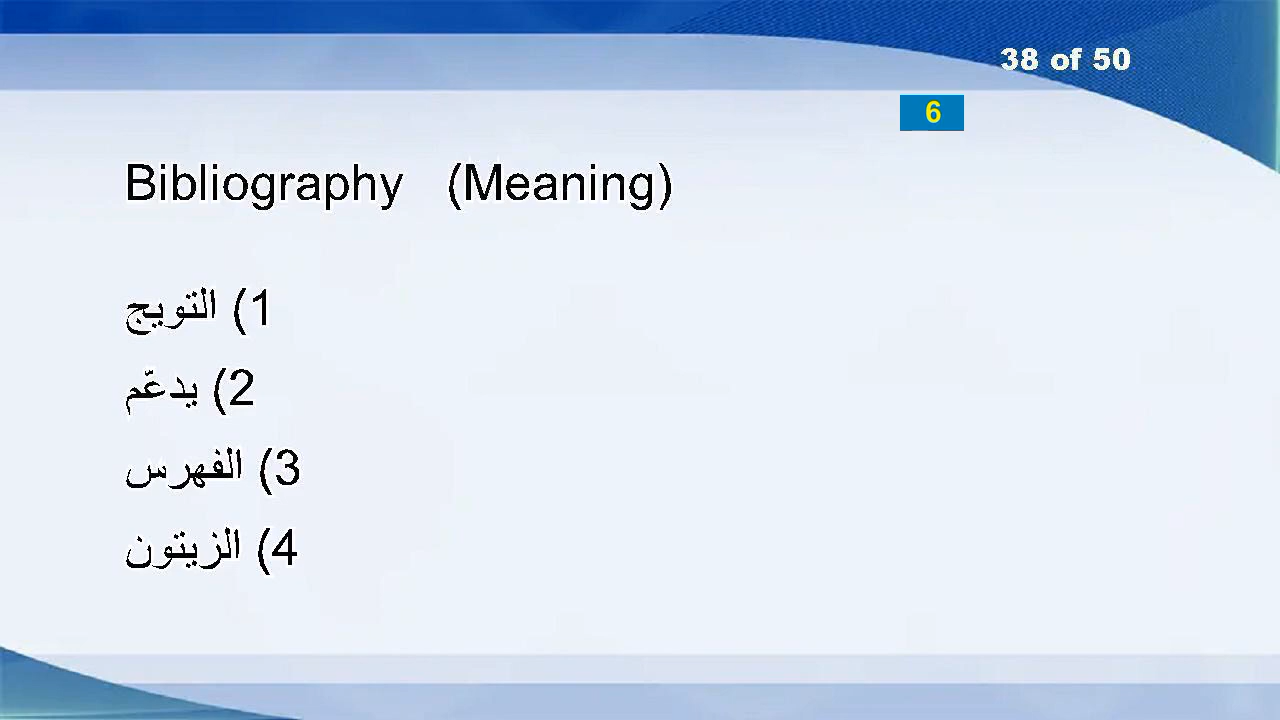 38 of 50
6
Bibliography (Meaning)
1) التويج
2) يدعّم
3) الفهرس
4) الزيتون